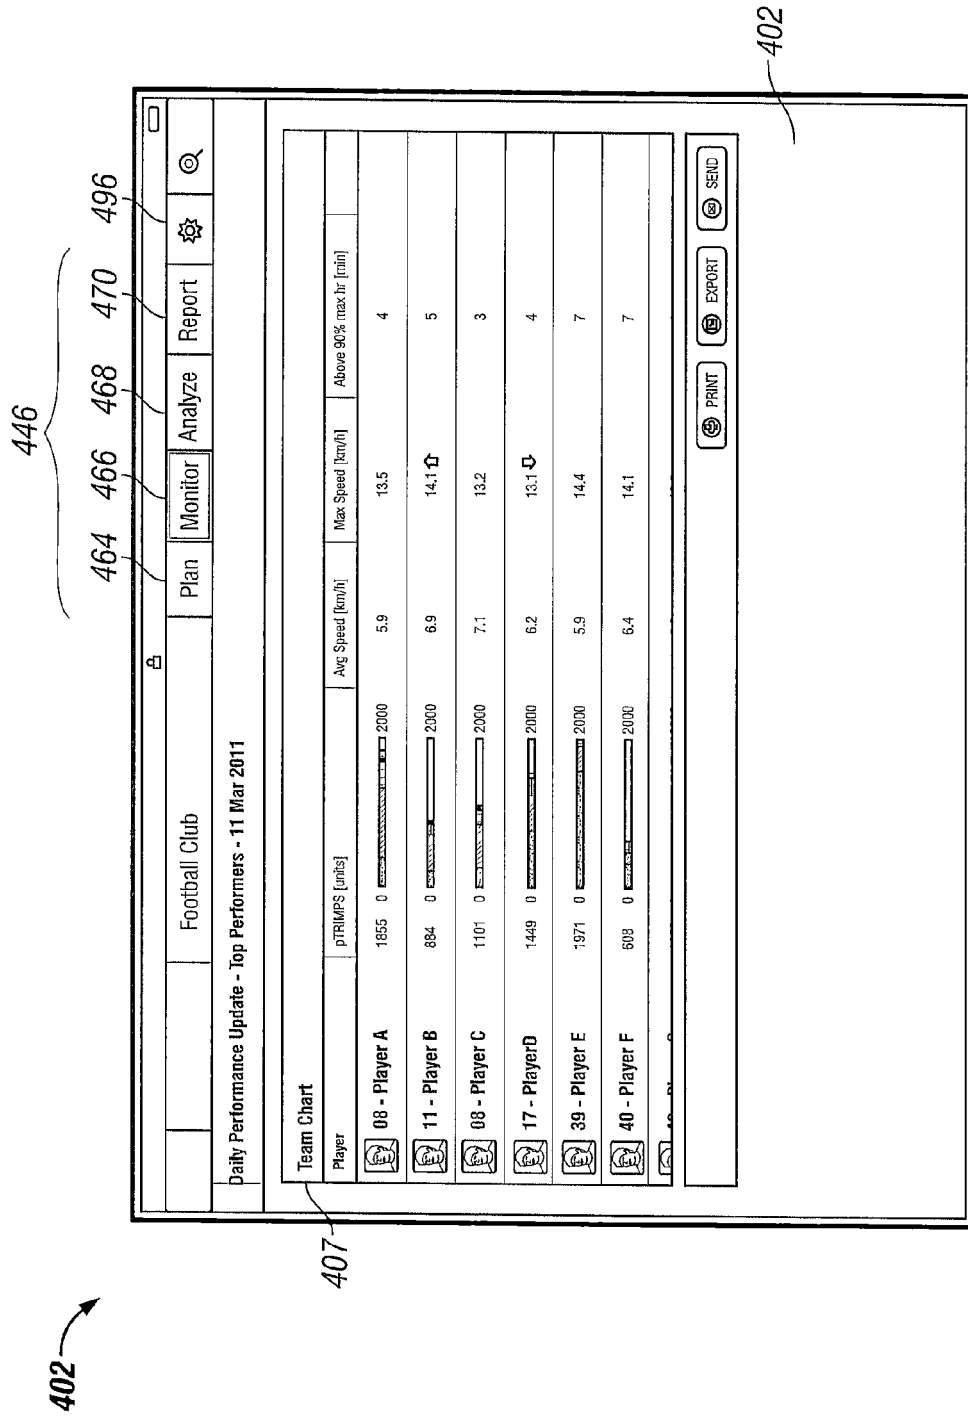 402
446
464 466 468 470 496
Football Club Plan Monitor Analyze Report
Daily Performance Update - Top Performers - 11 Mar 2011
407
Team Chart
Player pTRIMPS [units] Avg Speed [km/h] Max Speed [km/h] Above 90% max hr [min]
08 - Player A 1855 0 2000 5.9 13.5 4
11 - Player B 884 0 2000 6.9 14.1 5
08 - Player C 1101 0 2000 7.1 13.2 3
17 - PlayerD 1449 0 2000 6.2 13.1 4
39 - Player E 1971 0 2000 5.9 14.4 7
40 - Player F 608 0 2000 6.4 14.1 7
PRINT EXPORT SEND
402